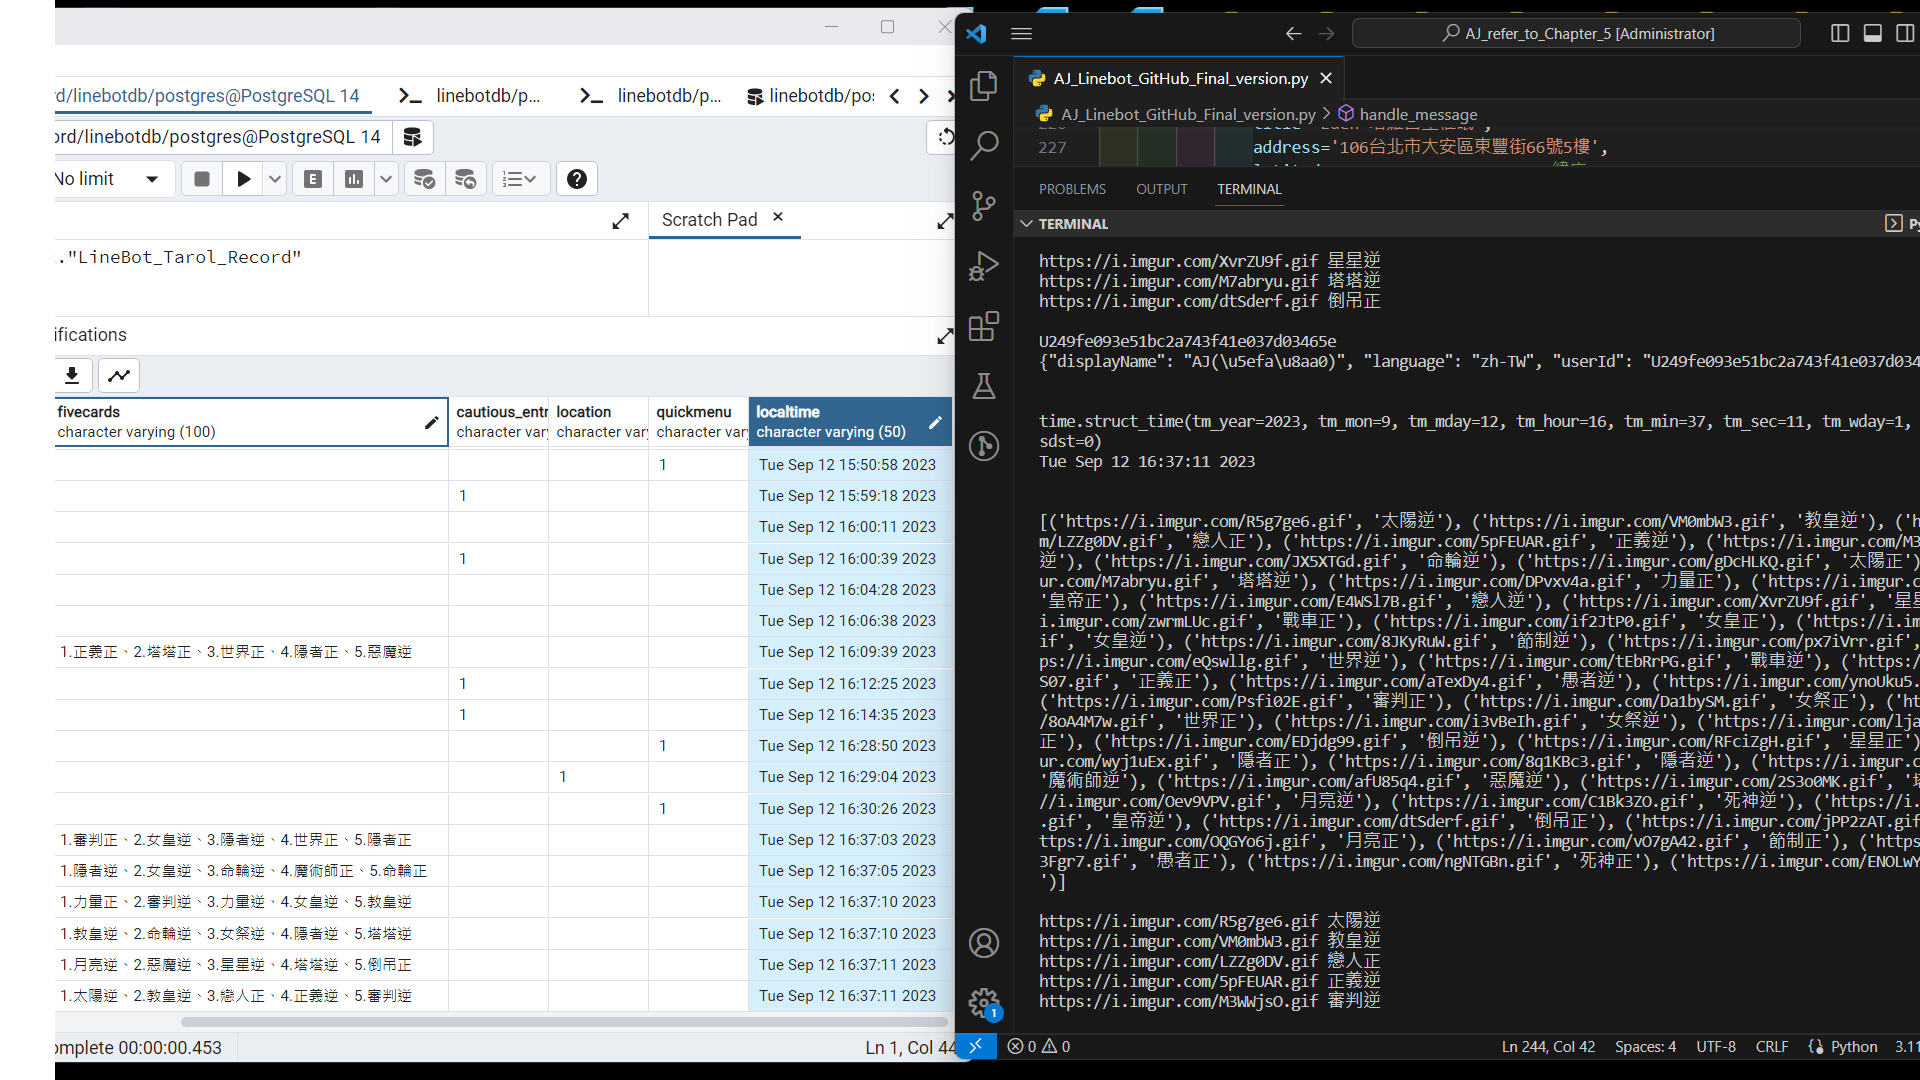 rd/linebotdb/postgres@PostgreSQL 14
linebotdb/p...
linebotdb/p...
linebotdb/po
ord/linebotdb/postgres@PostgreSQL 14
No limit
Scratch Pad
."LineBot_Tarol_Record"
ifications
fivecards
character varying (100)
cautious_entr
character vary
location
character var
quickmenu
character var
localtime
character varying (50)
1 Tue Sep 12 15:50:58 2023
1 Tue Sep 12 15:59:18 2023
Tue Sep 12 16:00:11 2023
1 Tue Sep 12 16:00:39 2023
Tue Sep 12 16:04:28 2023
Tue Sep 12 16:06:38 2023
1.正義正、2.塔塔正、3.世界正、4.隱者正、5.惡魔逆 Tue Sep 12 16:09:39 2023
1 Tue Sep 12 16:12:25 2023
1 Tue Sep 12 16:14:35 2023
1 Tue Sep 12 16:28:50 2023
1 Tue Sep 12 16:29:04 2023
1 Tue Sep 12 16:30:26 2023
1.審判正、2.女皇逆、3.隱者逆、4.世界正、5.隱者正 Tue Sep 12 16:37:03 2023
1.隱者逆、2.女皇逆、3.命輪逆、4.魔術師正、5.命輪正 Tue Sep 12 16:37:05 2023
1.力量正、2.審判逆、3.力量逆、4.女皇逆、5.教皇逆 Tue Sep 12 16:37:10 2023
1.教皇逆、2.命輪逆、3.女祭逆、4.隱者逆、5.塔塔逆 Tue Sep 12 16:37:10 2023
1.月亮逆、2.惡魔逆、3.星星逆、4.塔塔逆、5.倒吊正 Tue Sep 12 16:37:11 2023
1.太陽逆、2.教皇逆、3.戀人正、4.正義逆、5.審判逆 Tue Sep 12 16:37:11 2023
omplete 00:00:00.453
Ln 1, Col 44
AJ_refer_to_Chapter_5 [Administrator]
AJ_Linebot_GitHub_Final_version.py
AJ_Linebot_GitHub_Final_version.py > handle_message
227 address='106台北市大安區東豐街66號5樓',
PROBLEMS OUTPUT TERMINAL
TERMINAL
https://i.imgur.com/XvrZU9f.gif 星星逆
https://i.imgur.com/M7abryu.gif 塔塔逆
https://i.imgur.com/dtSderf.gif 倒吊正
U249fe093e51bc2a743f41e037d03465e
{"displayName": "AJ(\u5efa\u8aa0)", "language": "zh-TW", "userId": "U249fe093e51bc2a743f41e037d034
time.struct_time(tm_year=2023, tm_mon=9, tm_mday=12, tm_hour=16, tm_min=37, tm_sec=11, tm_wday=1,
sdst=0)
Tue Sep 12 16:37:11 2023
[('https://i.imgur.com/R5g7ge6.gif', '太陽逆'), ('https://i.imgur.com/VM0mbW3.gif', '教皇逆'), ('h
m/LZZg0DV.gif', '戀人正'), ('https://i.imgur.com/5pFEUAR.gif', '正義逆'), ('https://i.imgur.com/M3
逆'), ('https://i.imgur.com/JX5XTGd.gif', '命輪逆'), ('https://i.imgur.com/gDcHLKQ.gif', '太陽正')
ur.com/M7abryu.gif', '塔塔逆'), ('https://i.imgur.com/DPvxv4a.gif', '力量正'), ('https://i.imgur.c
'皇帝正'), ('https://i.imgur.com/E4WSl7B.gif', '戀人逆'), ('https://i.imgur.com/XvrZU9f.gif', '星星
i.imgur.com/zwrmLUc.gif', '戰車正'), ('https://i.imgur.com/if2JtP0.gif', '女皇正'), ('https://i.im
if', '女皇逆'), ('https://i.imgur.com/8JKyRuW.gif', '節制逆'), ('https://i.imgur.com/px7iVrr.gif',
ps://i.imgur.com/eQswllg.gif', '世界逆'), ('https://i.imgur.com/tEbRrPG.gif', '戰車逆'), ('https:/
S07.gif', '正義正'), ('https://i.imgur.com/aTexDy4.gif', '愚者逆'), ('https://i.imgur.com/ynoUku5.
('https://i.imgur.com/Psfi02E.gif', '審判正'), ('https://i.imgur.com/Da1bySM.gif', '女祭正'), ('ht
/8oA4M7w.gif', '世界正'), ('https://i.imgur.com/i3vBeIh.gif', '女祭逆'), ('https://i.imgur.com/lja
正'), ('https://i.imgur.com/EDjdg99.gif', '倒吊逆'), ('https://i.imgur.com/RFciZgH.gif', '星星正')
ur.com/wyj1uEx.gif', '隱者正'), ('https://i.imgur.com/8q1KBc3.gif', '隱者逆'), ('https://i.imgur.c
'魔術師逆'), ('https://i.imgur.com/afU85q4.gif', '惡魔逆'), ('https://i.imgur.com/2S3o0MK.gif', '塔
//i.imgur.com/Oev9VPV.gif', '月亮逆'), ('https://i.imgur.com/C1Bk3ZO.gif', '死神逆'), ('https://i.
.gif', '皇帝逆'), ('https://i.imgur.com/dtSderf.gif', '倒吊正'), ('https://i.imgur.com/jPP2zAT.gif
ttps://i.imgur.com/OQGYo6j.gif', '月亮正'), ('https://i.imgur.com/vO7gA42.gif', '節制正'), ('https
3Fgr7.gif', '愚者正'), ('https://i.imgur.com/ngNTGBn.gif', '死神正'), ('https://i.imgur.com/ENOLwY
')]
https://i.imgur.com/R5g7ge6.gif 太陽逆
https://i.imgur.com/VM0mbW3.gif 教皇逆
https://i.imgur.com/LZZg0DV.gif 戀人正
https://i.imgur.com/5pFEUAR.gif 正義逆
https://i.imgur.com/M3WWjsO.gif 審判逆
1
0 0 Ln 244, Col 42 Spaces: 4 UTF-8 CRLF Python 3.11